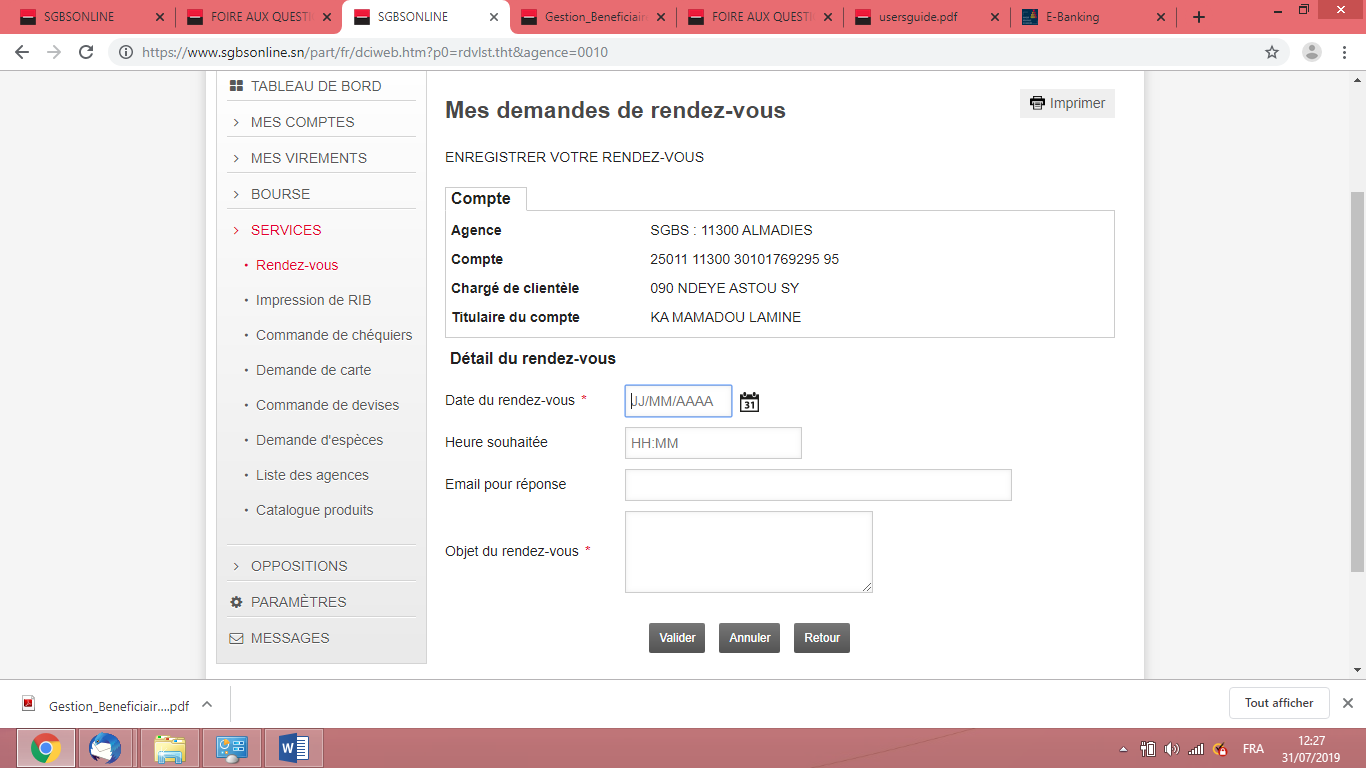 SGBSONLINE
FOIRE AUX QUESTI
SGBSONLINE
Gestion_Beneficiair
FOIRE AUX QUESTI
usersguide.pdf
E-Banking
https://www.sgbsonline.sn/part/fr/dciweb.htm?p0=rdvlst.tht&agence=0010
TABLEAU DE BORD
MES COMPTES
MES VIREMENTS
BOURSE
SERVICES
Rendez-vous
Impression de RIB
Commande de chéquiers
Demande de carte
Commande de devises
Demande d'espèces
Liste des agences
Catalogue produits
OPPOSITIONS
PARAMÈTRES
MESSAGES
Mes demandes de rendez-vous
Imprimer
ENREGISTRER VOTRE RENDEZ-VOUS
Compte
Agence SGBS : 11300 ALMADIES
Compte 25011 11300 30101769295 95
Chargé de clientèle 090 NDEYE ASTOU SY
Titulaire du compte KA MAMADOU LAMINE
Détail du rendez-vous
Date du rendez-vous * JJ/MM/AAAA 31
Heure souhaitée HH:MM
Email pour réponse
Objet du rendez-vous *
Valider Annuler Retour
Gestion_Beneficiair....pdf
Tout afficher
FRA
12:27
31/07/2019